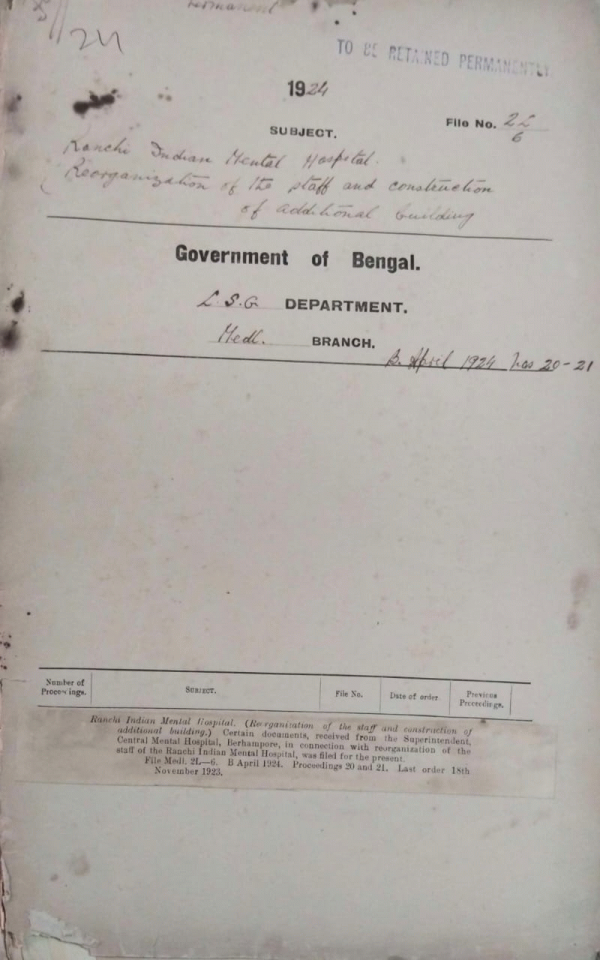 Permanent
2L
TO BE RETAINED PERMANENTLY
1924
File No. 2L/6
SUBJECT.
Ranchi Indian Mental Hospital.
(Reorganization of the staff and construction
of additional building
Government of Bengal.
L.S.G. DEPARTMENT.
Medl. BRANCH.
B. April 1924 Nos 20-21
Number of Proceedings.
SUBJECT.
File No.
Date of order.
Previous Proceedings.
Ranchi Indian Mental Hospital. (Reorganisation of the staff and construction of
additional building.) Certain documents, received from the Superintendent,
Central Mental Hospital, Berhampore, in connection with reorganization of the
staff of the Ranchi Indian Mental Hospital, was filed for the present.
File Medl. 2L—6. B April 1924. Proceedings 20 and 21. Last order 18th
November 1923.